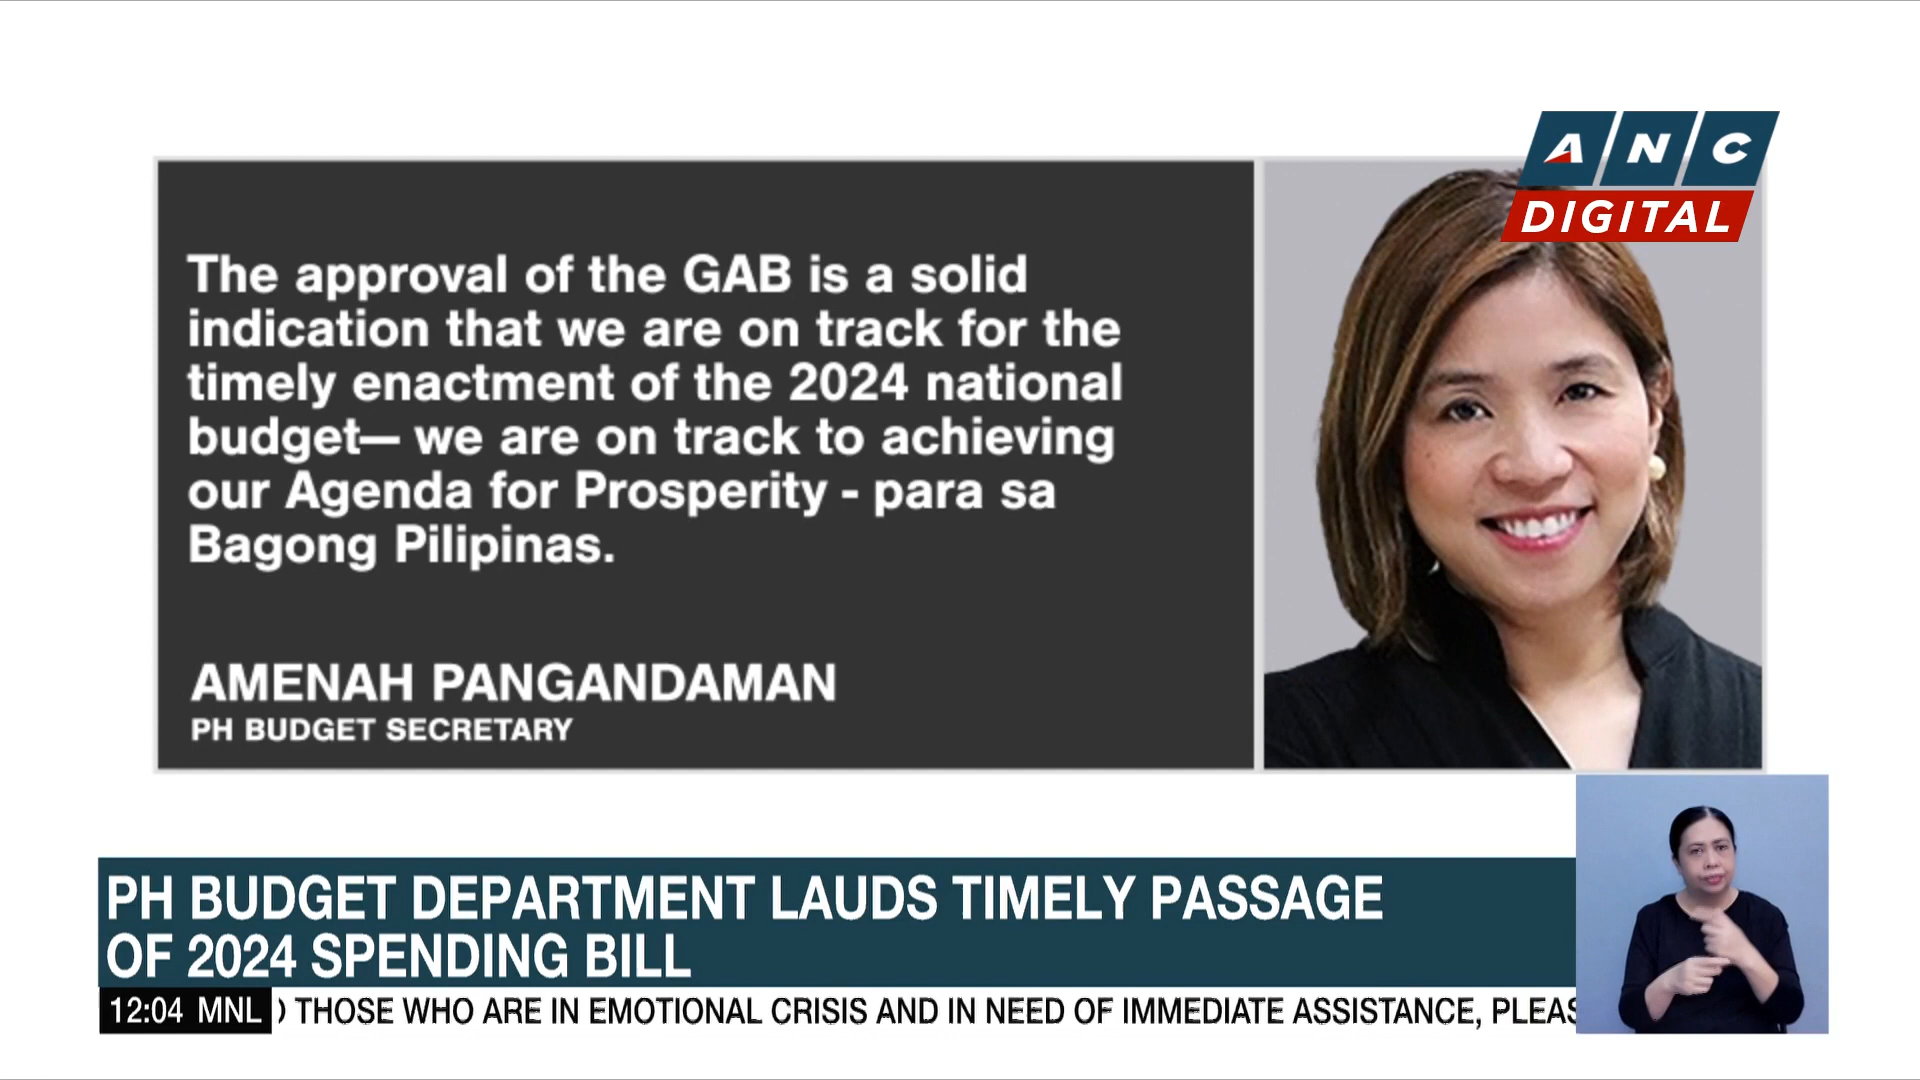 ANC
DIGITAL
The approval of the GAB is a solid
indication that we are on track for the
timely enactment of the 2024 national
budget— we are on track to achieving
our Agenda for Prosperity - para sa
Bagong Pilipinas.
AMENAH PANGANDAMAN
PH BUDGET SECRETARY
PH BUDGET DEPARTMENT LAUDS TIMELY PASSAGE
OF 2024 SPENDING BILL
12:04 MNL THOSE WHO ARE IN EMOTIONAL CRISIS AND IN NEED OF IMMEDIATE ASSISTANCE,